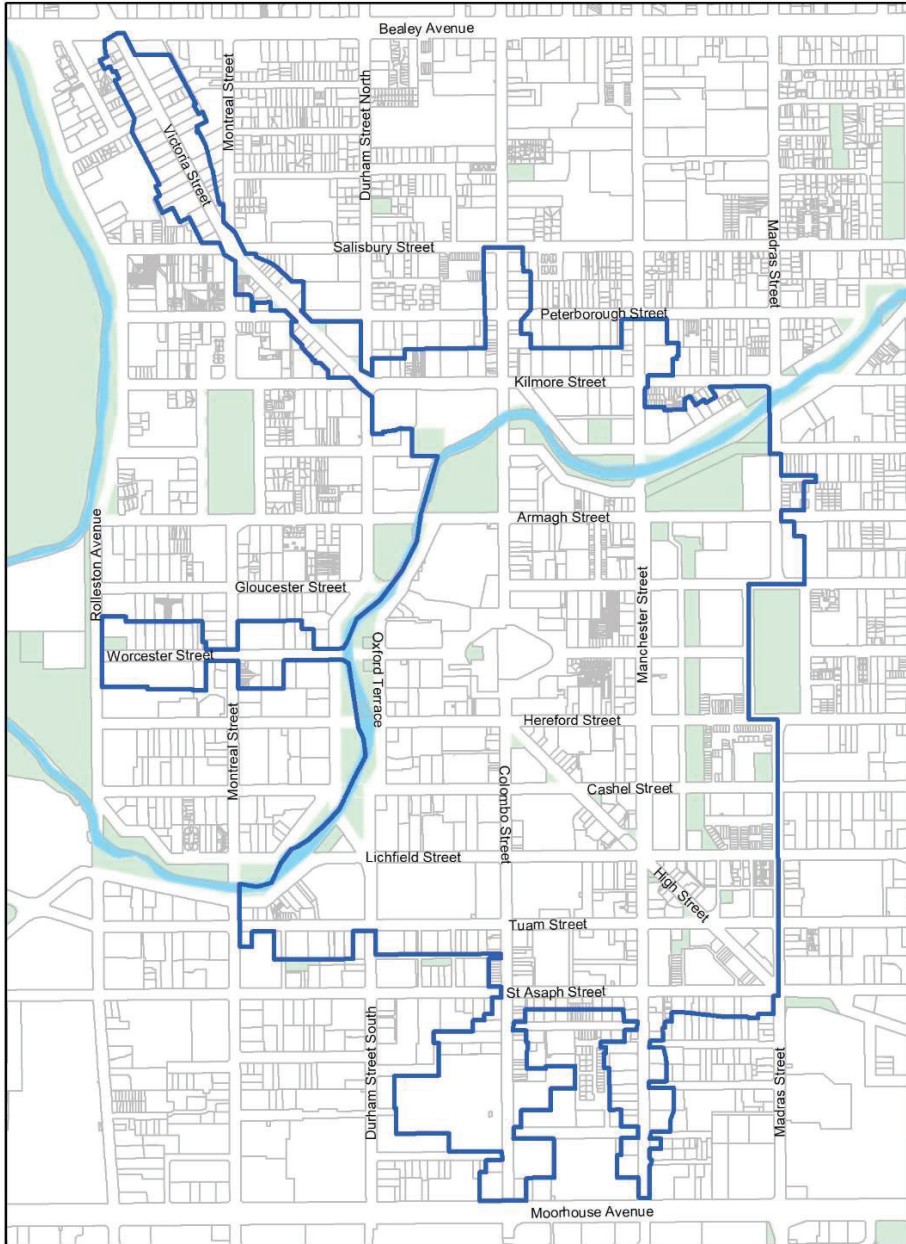 Bealey Avenue
Montreal Street
Durham Street North
Victoria Street
Salisbury Street
Madras Street
Peterborough Street
Kilmore Street
Armagh Street
Rolleston Avenue
Gloucester Street
Manchester Street
Worcester Street
Oxford Terrace
Hereford Street
Montreal Street
Cashel Street
Colombo Street
Lichfield Street
High Street
Tuam Street
St Asaph Street
Durham Street South
Madras Street
Moorhouse Avenue